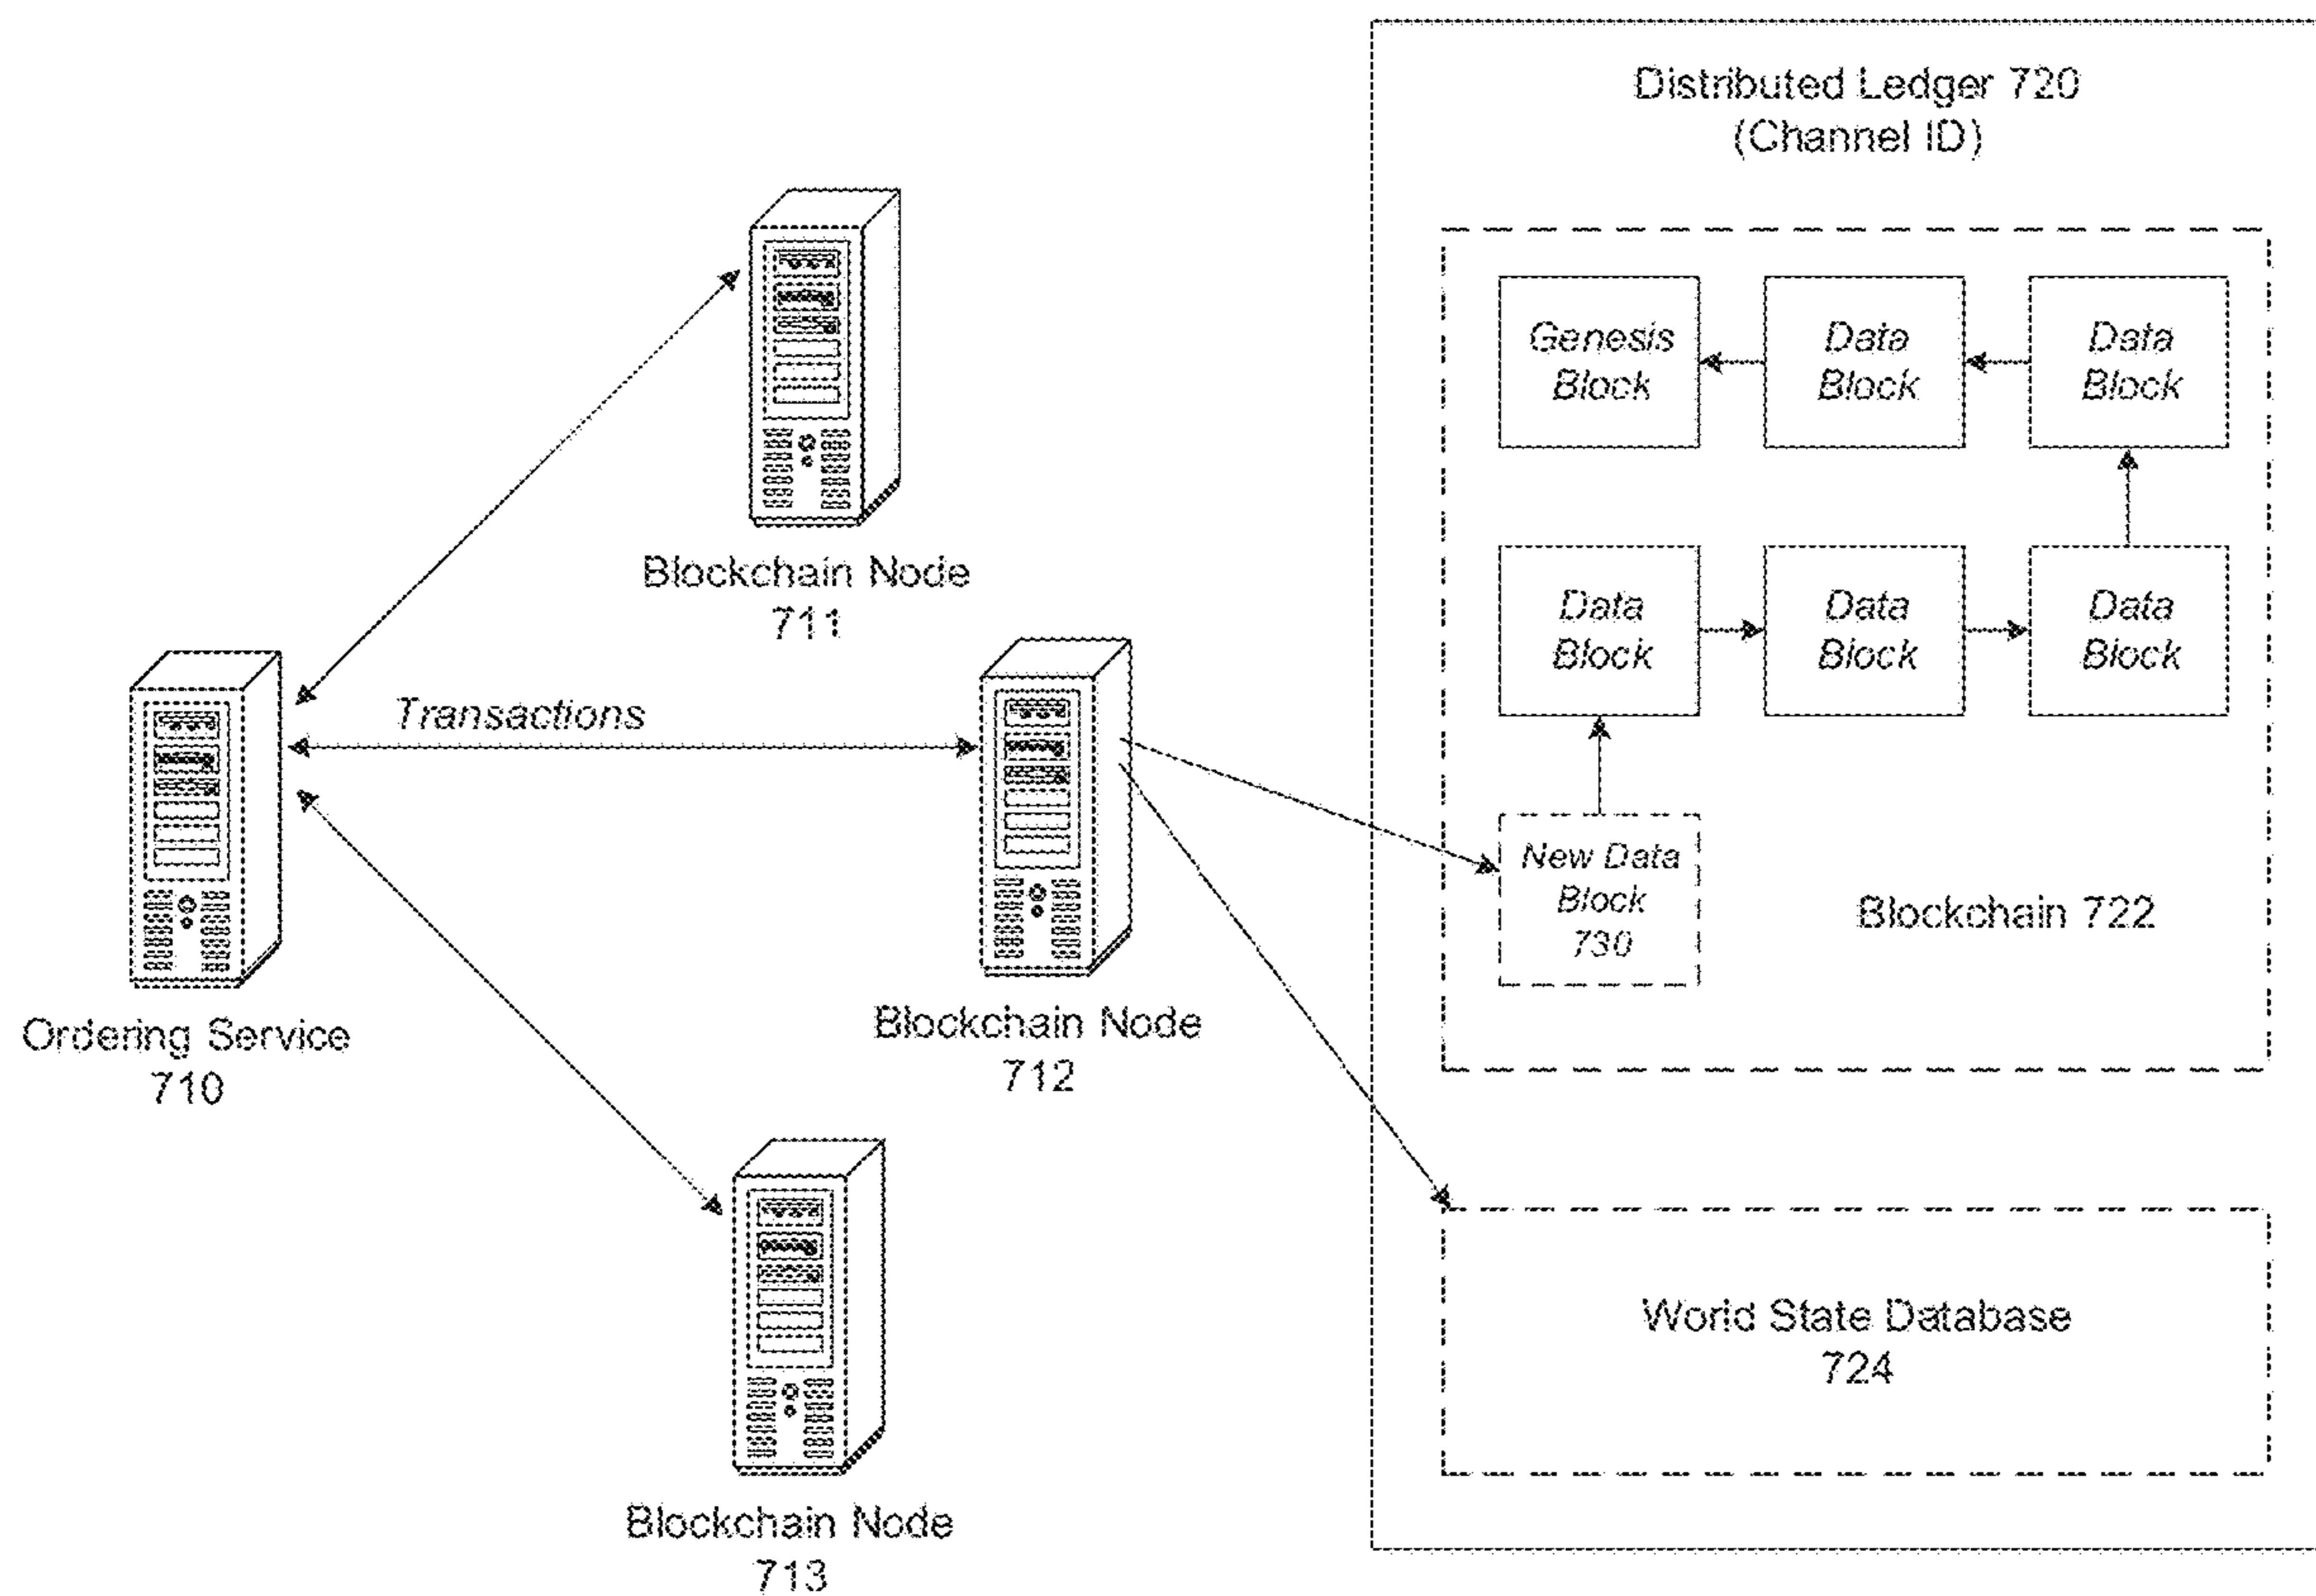 Distributed Ledger 720
(Channel ID)
Genesis
Block
Data
Block
Data
Block
Blockchain Node
711
Data
Block
Data
Block
Data
Block
Transactions
New Data
Block
730
Blockchain 722
Ordering Service
710
Blockchain Node
712
World State Database
724
Blockchain Node
713